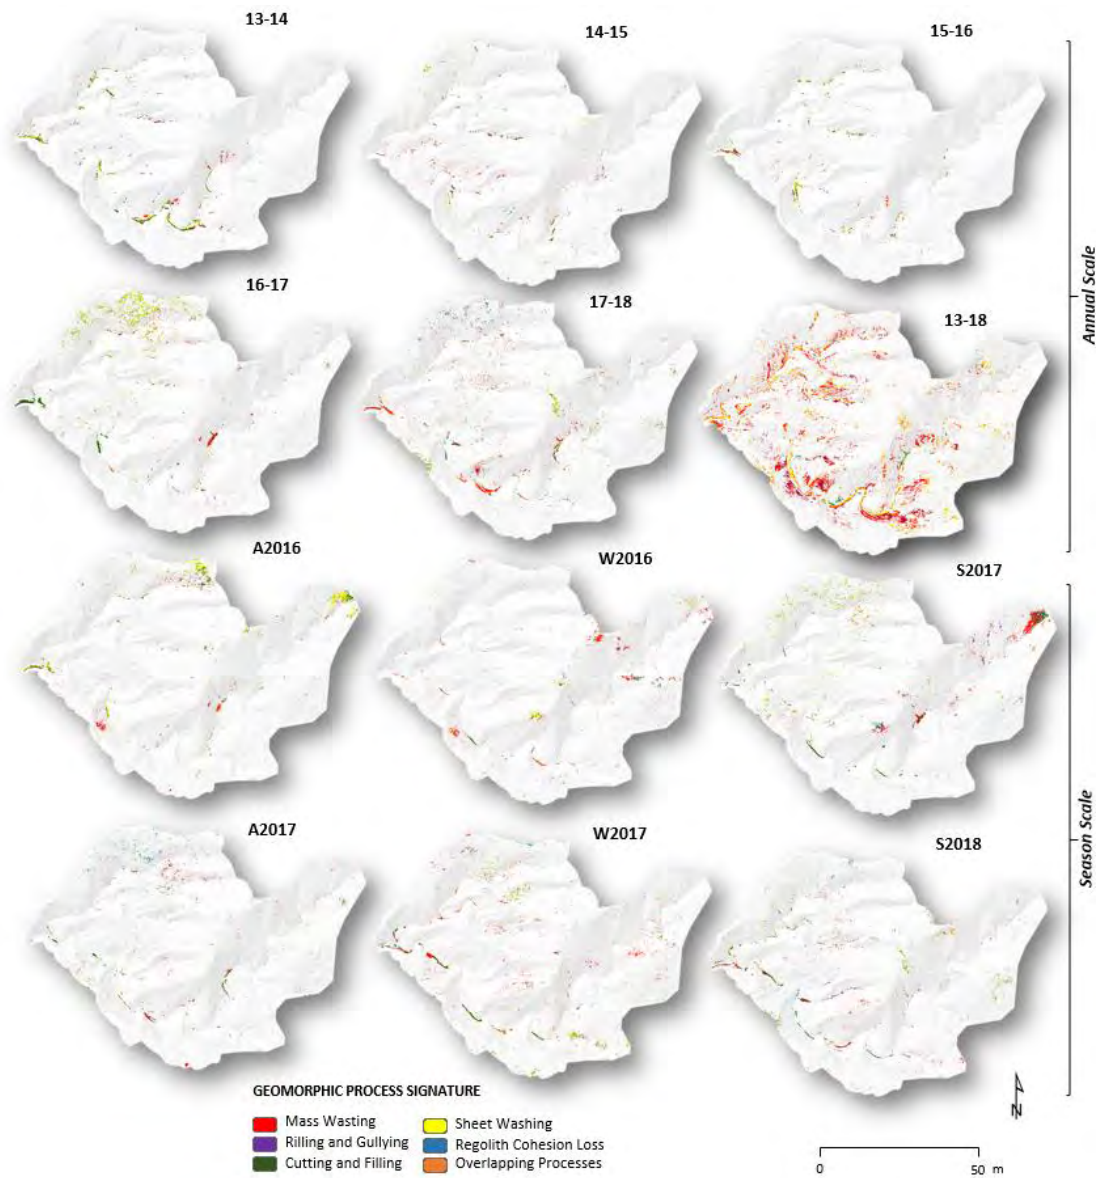 13-14
14-15
15-16
16-17
17-18
13-18
Annual Scale
A2016
W2016
S2017
A2017
W2017
S2018
Season Scale
GEOMORPHIC PROCESS SIGNATURE
Mass Wasting
Sheet Washing
Rilling and Gullying
Regolith Cohesion Loss
Cutting and Filling
Overlapping Processes
N
0 50 m